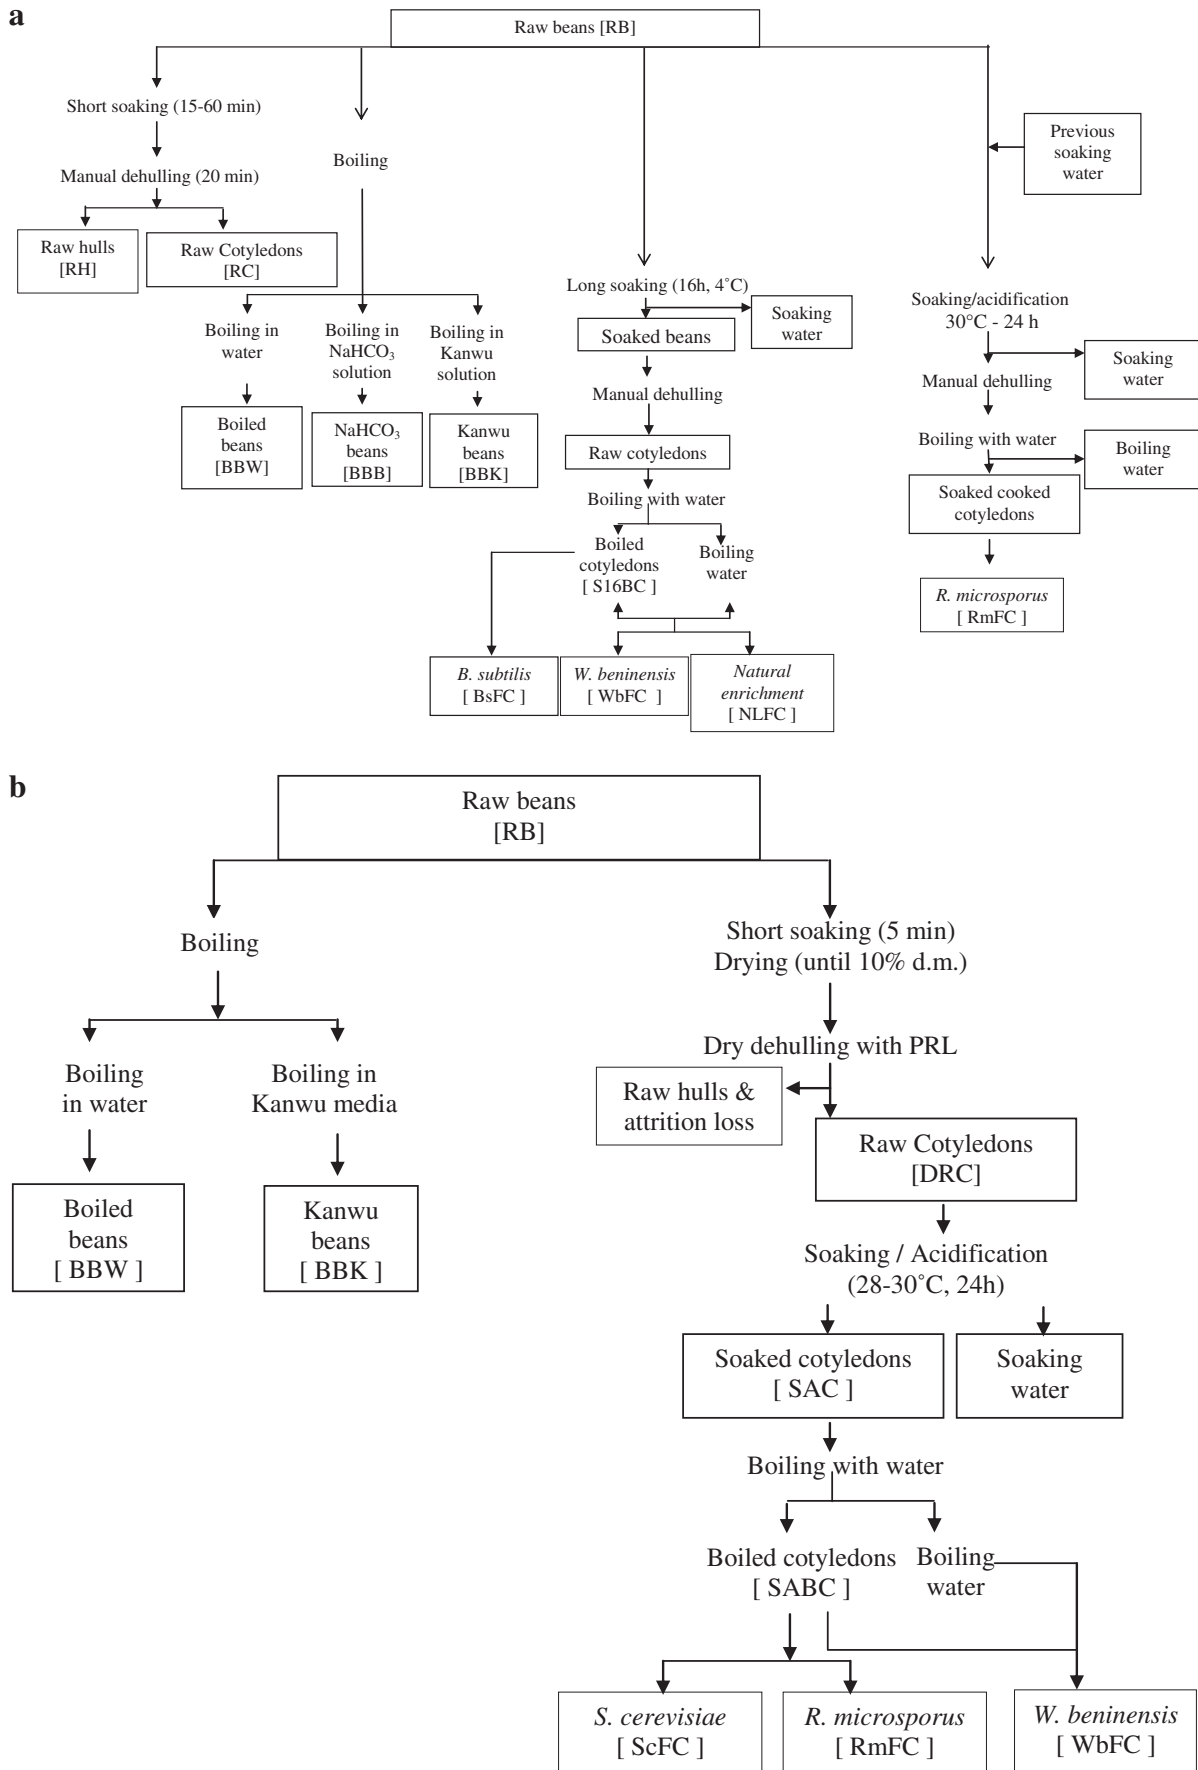 a
Raw beans [RB]
Short soaking (15-60 min)
Manual dehulling (20 min)
Raw hulls
[RH]
Raw Cotyledons
[RC]
Boiling
Boiling in
water
Boiling in
NaHCO₃
solution
Boiling in
Kanwu
solution
Boiled
beans
[BBW]
NaHCO₃
beans
[BBB]
Kanwu
beans
[BBK]
Long soaking (16h, 4˚C)
Soaking
water
Soaked beans
Manual dehulling
Raw cotyledons
Boiling with water
Boiled
cotyledons
[ S16BC ]
Boiling
water
B. subtilis
[ BsFC ]
W. beninensis
[ WbFC ]
Natural
enrichment
[ NLFC ]
Previous
soaking
water
Soaking/acidification
30°C - 24 h
Soaking
water
Manual dehulling
Boiling with water
Boiling
water
Soaked cooked
cotyledons
R. microsporus
[ RmFC ]
b
Raw beans
[RB]
Boiling
Boiling
in water
Boiling in
Kanwu media
Boiled
beans
[ BBW ]
Kanwu
beans
[ BBK ]
Short soaking (5 min)
Drying (until 10% d.m.)
Dry dehulling with PRL
Raw hulls &
attrition loss
Raw Cotyledons
[DRC]
Soaking / Acidification
(28-30˚C, 24h)
Soaked cotyledons
[ SAC ]
Soaking
water
Boiling with water
Boiled cotyledons
[ SABC ]
Boiling
water
S. cerevisiae
[ ScFC ]
R. microsporus
[ RmFC ]
W. beninensis
[ WbFC ]